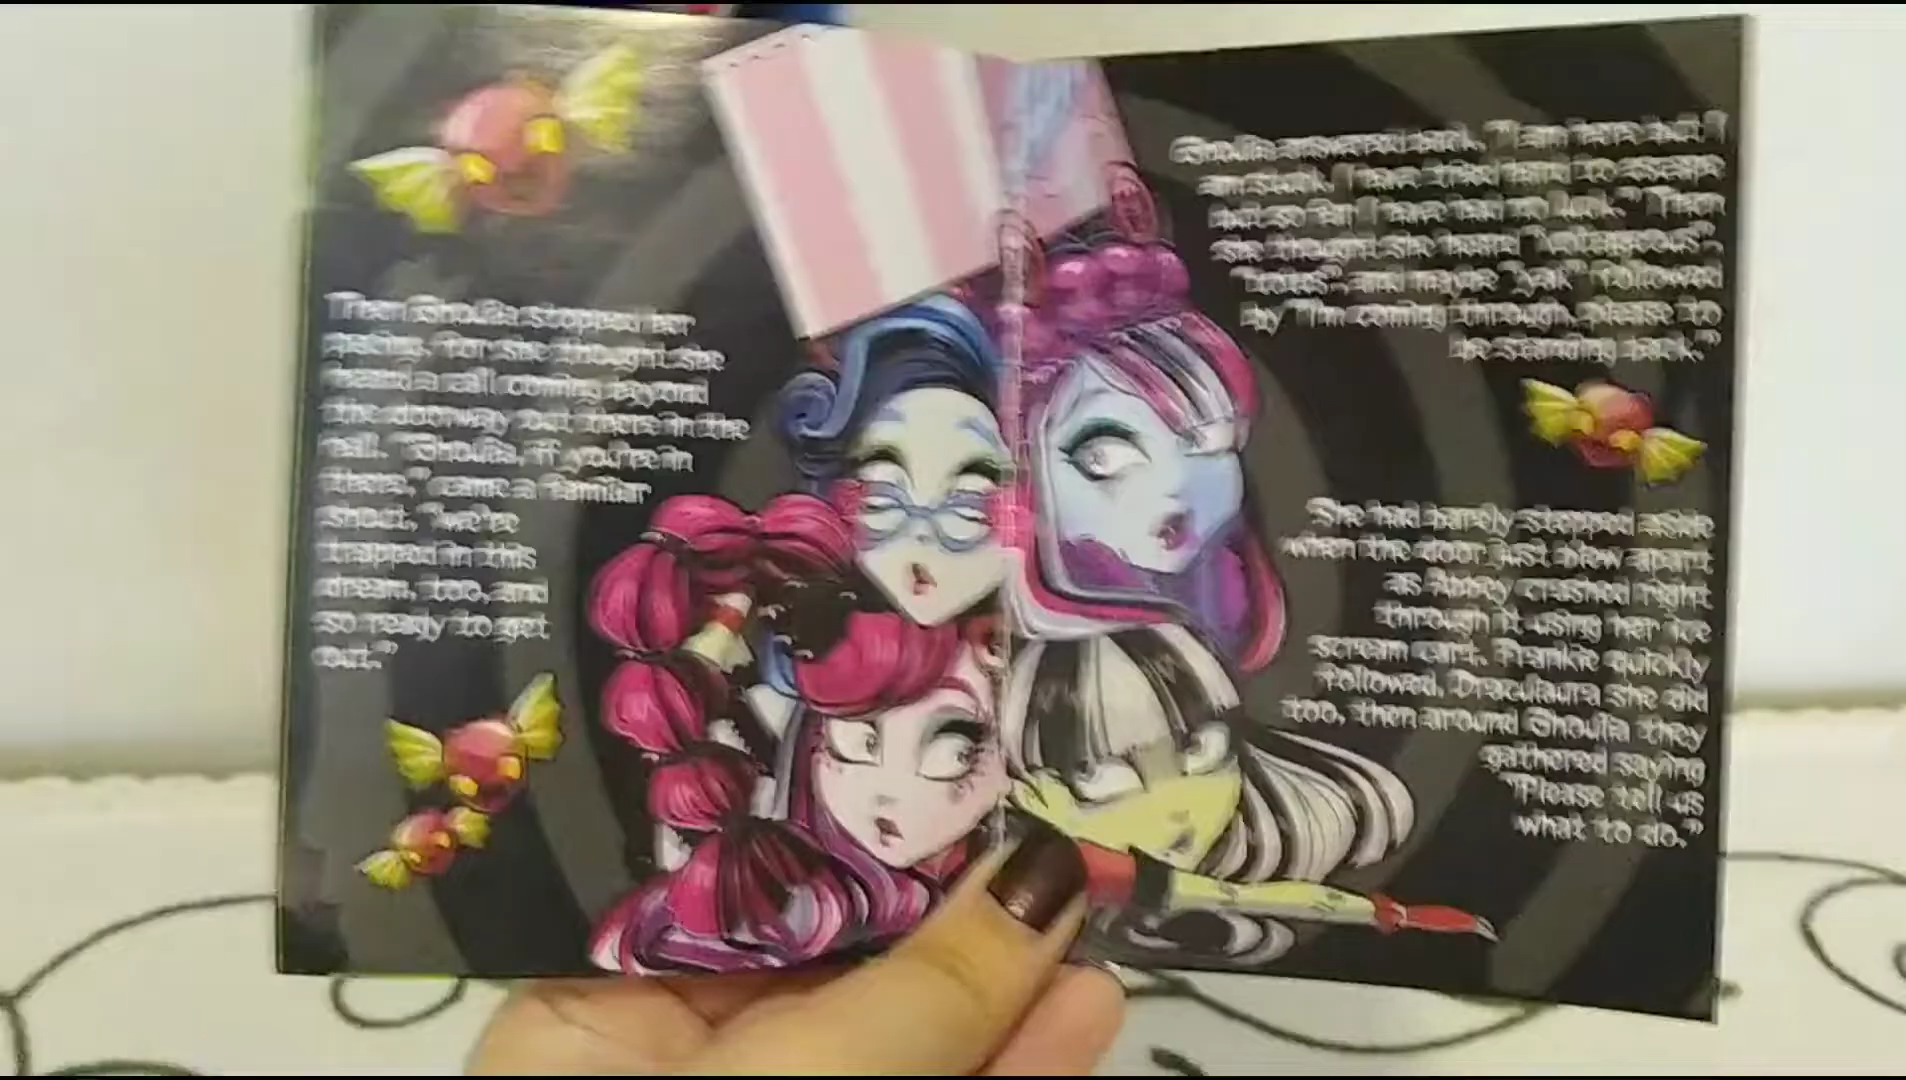 Then Ghoulia stopped her
pacing, for she thought she
heard a call coming beyond
the doorway out there in the
hall. "Ghoulia, if you're in
there," came a familiar
shout, "we're
trapped in this
dream, too, and
so ready to get
out."
Ghoulia answered back, "I am here but I
am stuck. I have tried hard to escape
but so far I have had no luck." Then
she thought she heard "voltageous",
"totes", and maybe "yak" followed
by "I'm coming through, please to
be standing back."
She had barely stepped aside
when the door just blew apart
as Abbey crashed right
through it using her ice
scream cart. Frankie quickly
followed, Draculaura she did
too, then around Ghoulia they
gathered saying
"Please tell us
what to do."